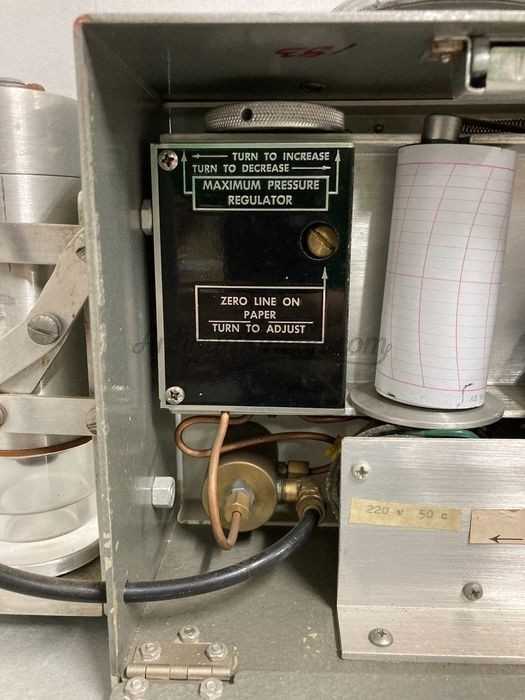 TURN TO INCREASE
TURN TO DECREASE
MAXIMUM PRESSURE
REGULATOR
ZERO LINE ON
PAPER
TURN TO ADJUST
220 v 50 c